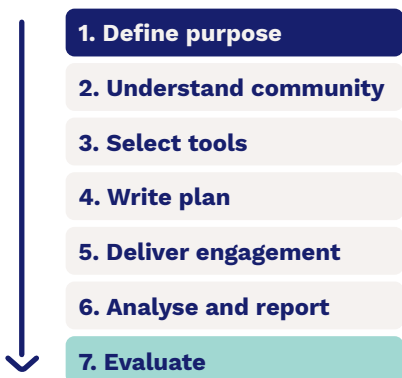 1. Define purpose
2. Understand community
3. Select tools
4. Write plan
5. Deliver engagement
6. Analyse and report
7. Evaluate